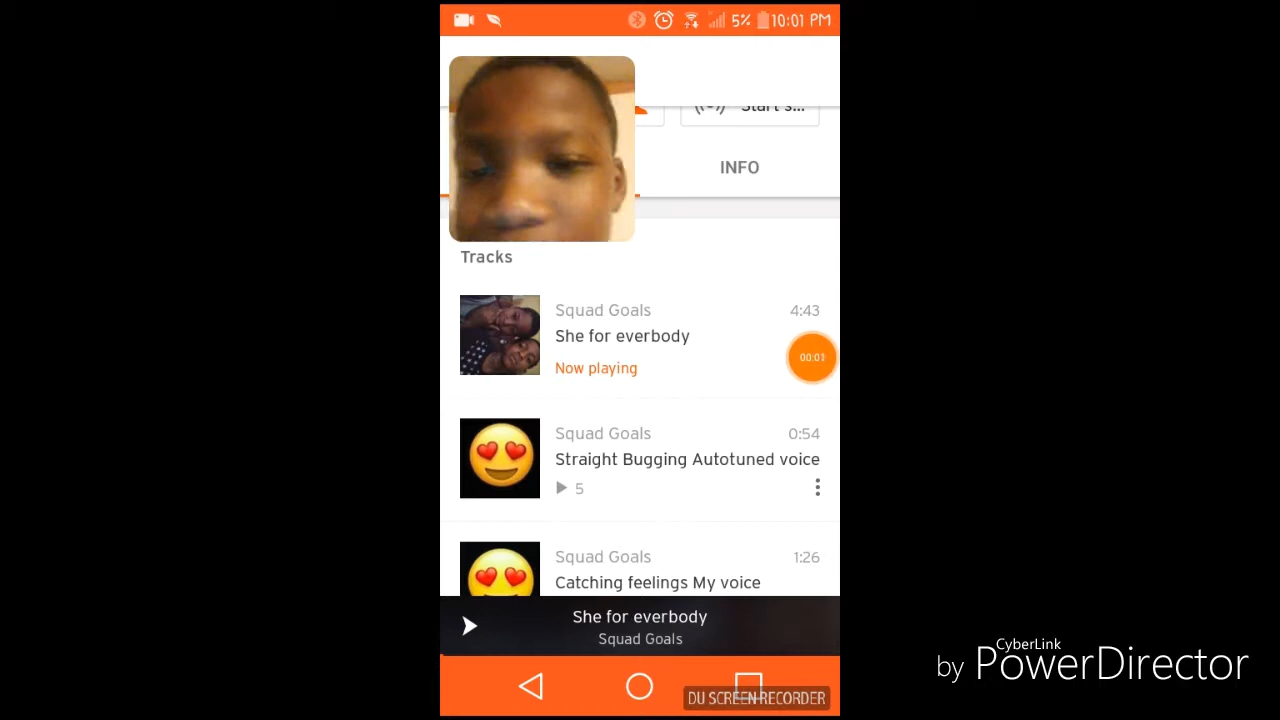 5% 10:01 PM
Start s...
INFO
Tracks
Squad Goals 4:43
She for everbody
Now playing
00:01
Squad Goals 0:54
Straight Bugging Autotuned voice
5
Squad Goals 1:26
Catching feelings My voice
She for everbody
Squad Goals
DU SCREEN RECORDER
CyberLink
by PowerDirector